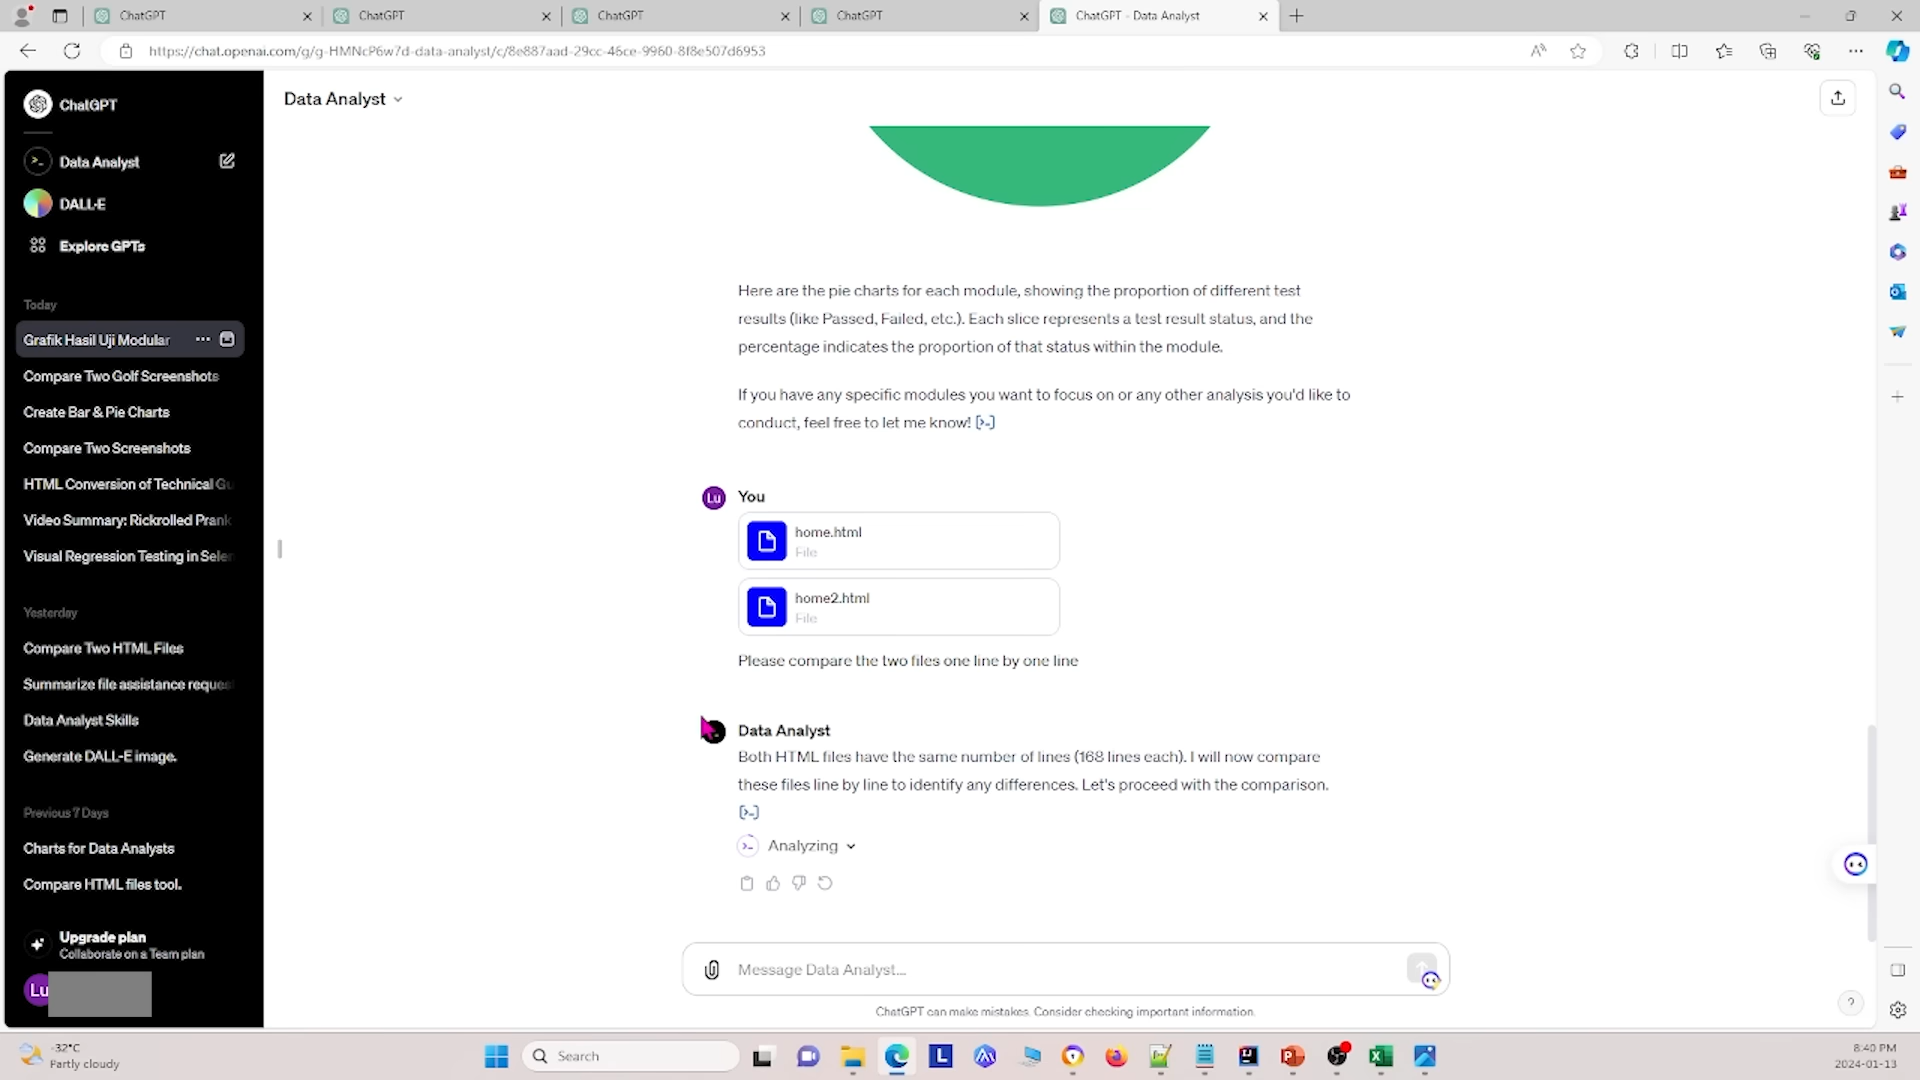 ChatGPT
ChatGPT
ChatGPT
ChatGPT
ChatGPT - Data Analyst
https://chat.openai.com/g/g-HMNcP6w7d-data-analyst/c/8e887aad-29cc-46ce-9960-8f8e507d6953
ChatGPT
Data Analyst
DALL·E
Explore GPTs
Today
Grafik Hasil Uji Modular
Compare Two Golf Screenshots
Create Bar & Pie Charts
Compare Two Screenshots
HTML Conversion of Technical Gu
Video Summary: Rickrolled Prank
Visual Regression Testing in Selen
Yesterday
Compare Two HTML Files
Summarize file assistance reques
Data Analyst Skills
Generate DALL-E image.
Previous 7 Days
Charts for Data Analysts
Compare HTML files tool.
Upgrade plan
Collaborate on a Team plan
Lu
Data Analyst
Here are the pie charts for each module, showing the proportion of different test
results (like Passed, Failed, etc.). Each slice represents a test result status, and the
percentage indicates the proportion of that status within the module.
If you have any specific modules you want to focus on or any other analysis you'd like to
conduct, feel free to let me know! [>-]
Lu
You
home.html
File
home2.html
File
Please compare the two files one line by one line
Data Analyst
Both HTML files have the same number of lines (168 lines each). I will now compare
these files line by line to identify any differences. Let's proceed with the comparison.
[>-]
Analyzing
Message Data Analyst...
ChatGPT can make mistakes. Consider checking important information.
?
-32°C
Partly cloudy
Search
8:40 PM
2024-01-13